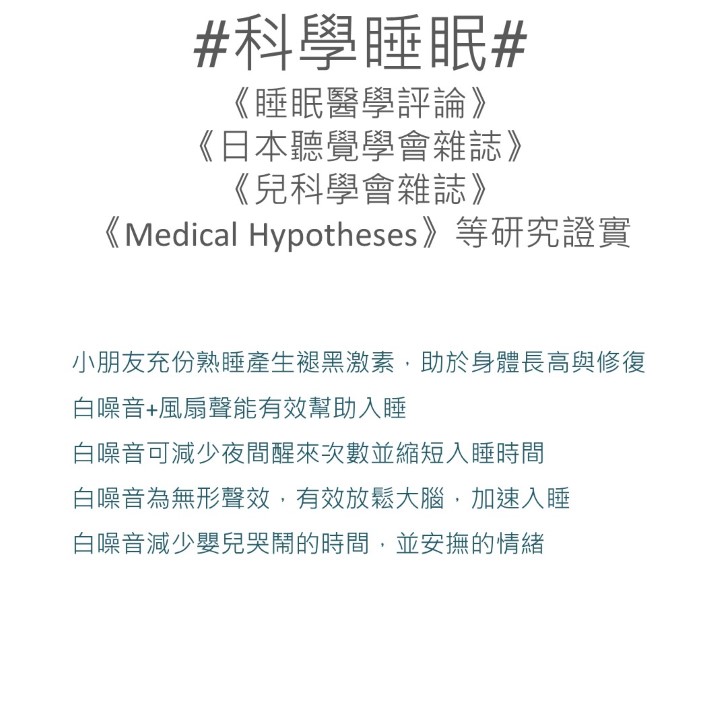 #科學睡眠#
《睡眠醫學評論》
《日本聽覺學會雜誌》
《兒科學會雜誌》
《Medical Hypotheses》等研究證實
小朋友充份熟睡產生褪黑激素，助於身體長高與修復
白噪音+風扇聲能有效幫助入睡
白噪音可減少夜間醒來次數並縮短入睡時間
白噪音為無形聲效，有效放鬆大腦，加速入睡
白噪音減少嬰兒哭鬧的時間，並安撫的情緒